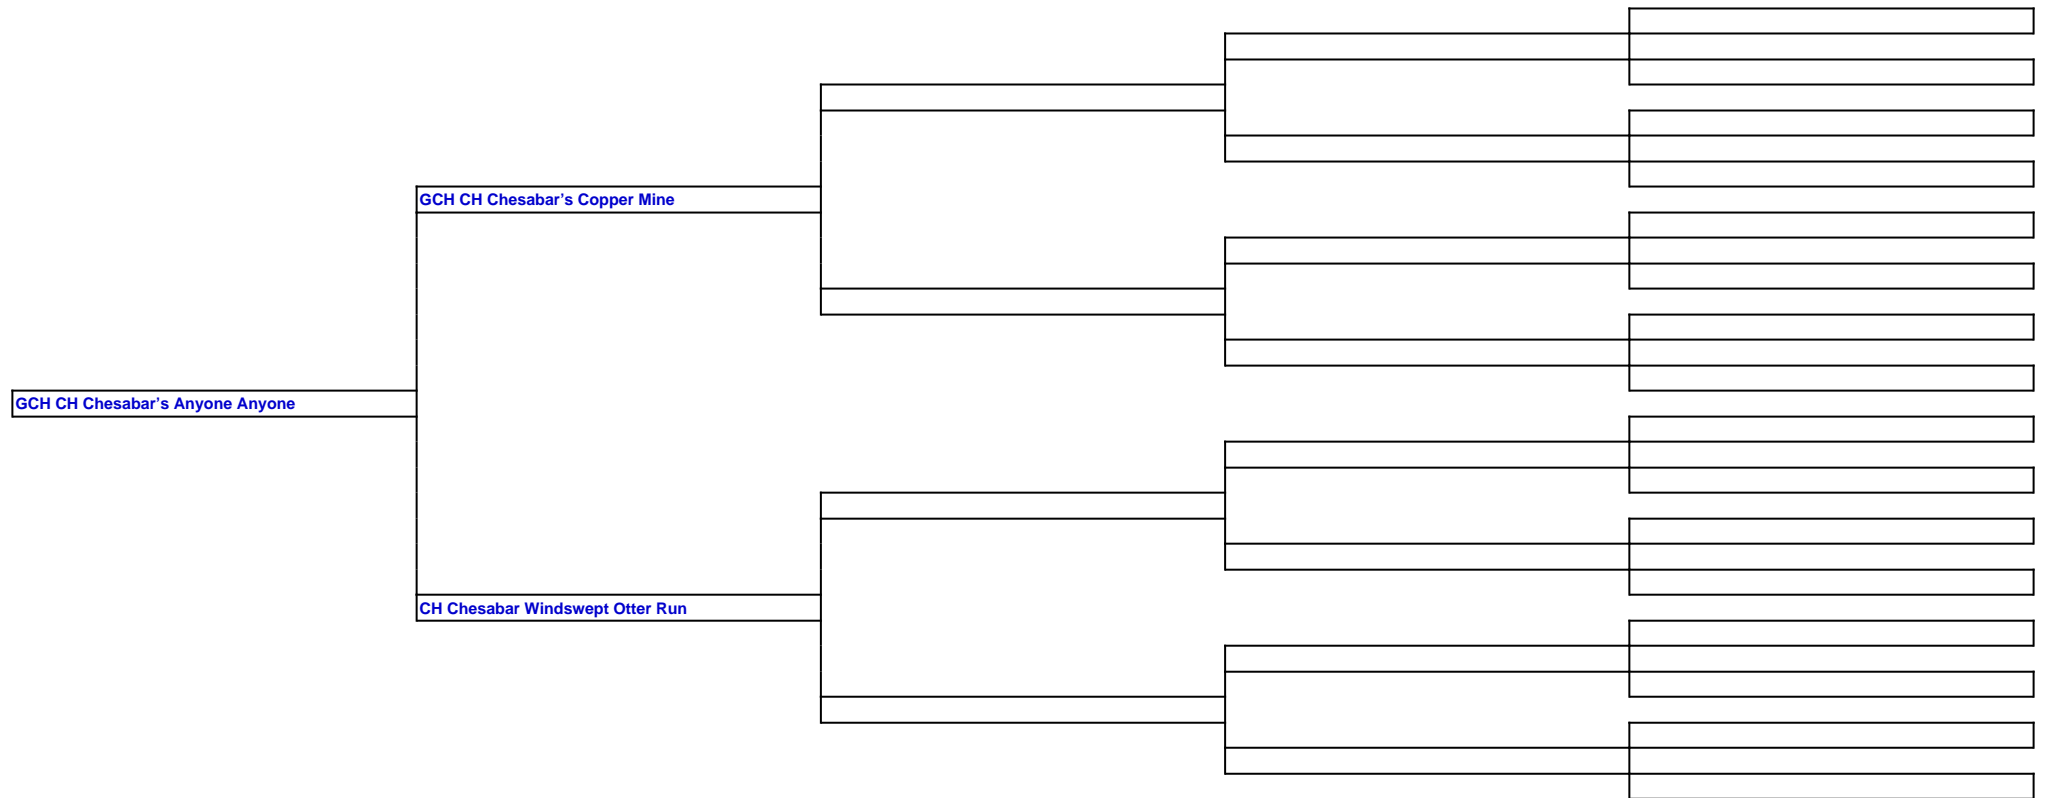 GCH CH Chesabar’s Copper Mine
GCH CH Chesabar’s Anyone Anyone
CH Chesabar Windswept Otter Run